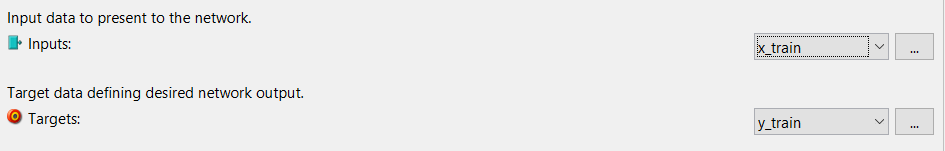 Input data to present to the network.
Inputs: x_train ...
Target data defining desired network output.
Targets: y_train ...